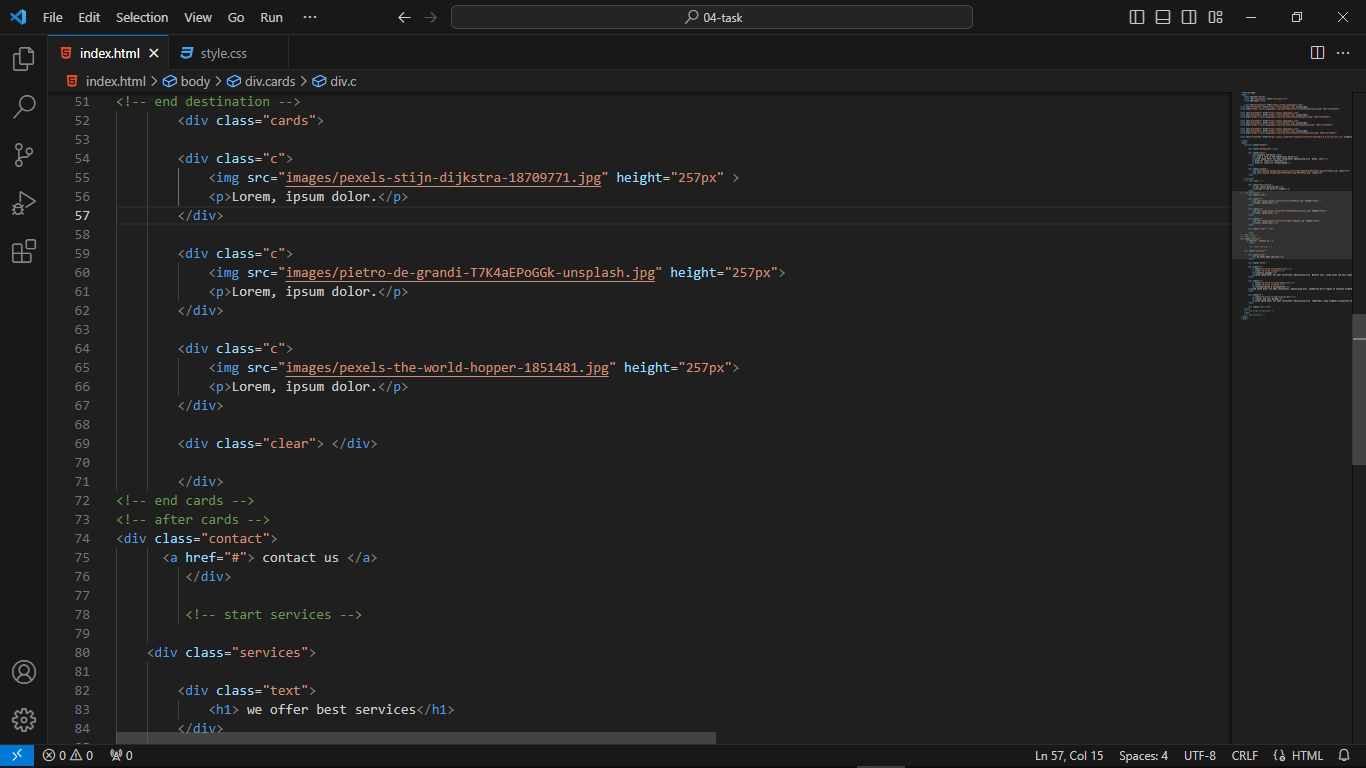 File Edit Selection View Go Run ··· 04-task
index.html style.css
index.html > body > div.cards > div.c
51 <!-- end destination -->
52 <div class="cards">
53
54 <div class="c">
55 <img src="images/pexels-stijn-dijkstra-18709771.jpg" height="257px" >
56 <p>Lorem, ipsum dolor.</p>
57 </div>
58
59 <div class="c">
60 <img src="images/pietro-de-grandi-T7K4aEPoGGk-unsplash.jpg" height="257px">
61 <p>Lorem, ipsum dolor.</p>
62 </div>
63
64 <div class="c">
65 <img src="images/pexels-the-world-hopper-1851481.jpg" height="257px">
66 <p>Lorem, ipsum dolor.</p>
67 </div>
68
69 <div class="clear"> </div>
70
71 </div>
72 <!-- end cards -->
73 <!-- after cards -->
74 <div class="contact">
75 <a href="#"> contact us </a>
76 </div>
77
78 <!-- start services -->
79
80 <div class="services">
81
82 <div class="text">
83 <h1> we offer best services</h1>
84 </div>
0 0 0 Ln 57, Col 15 Spaces: 4 UTF-8 CRLF HTML